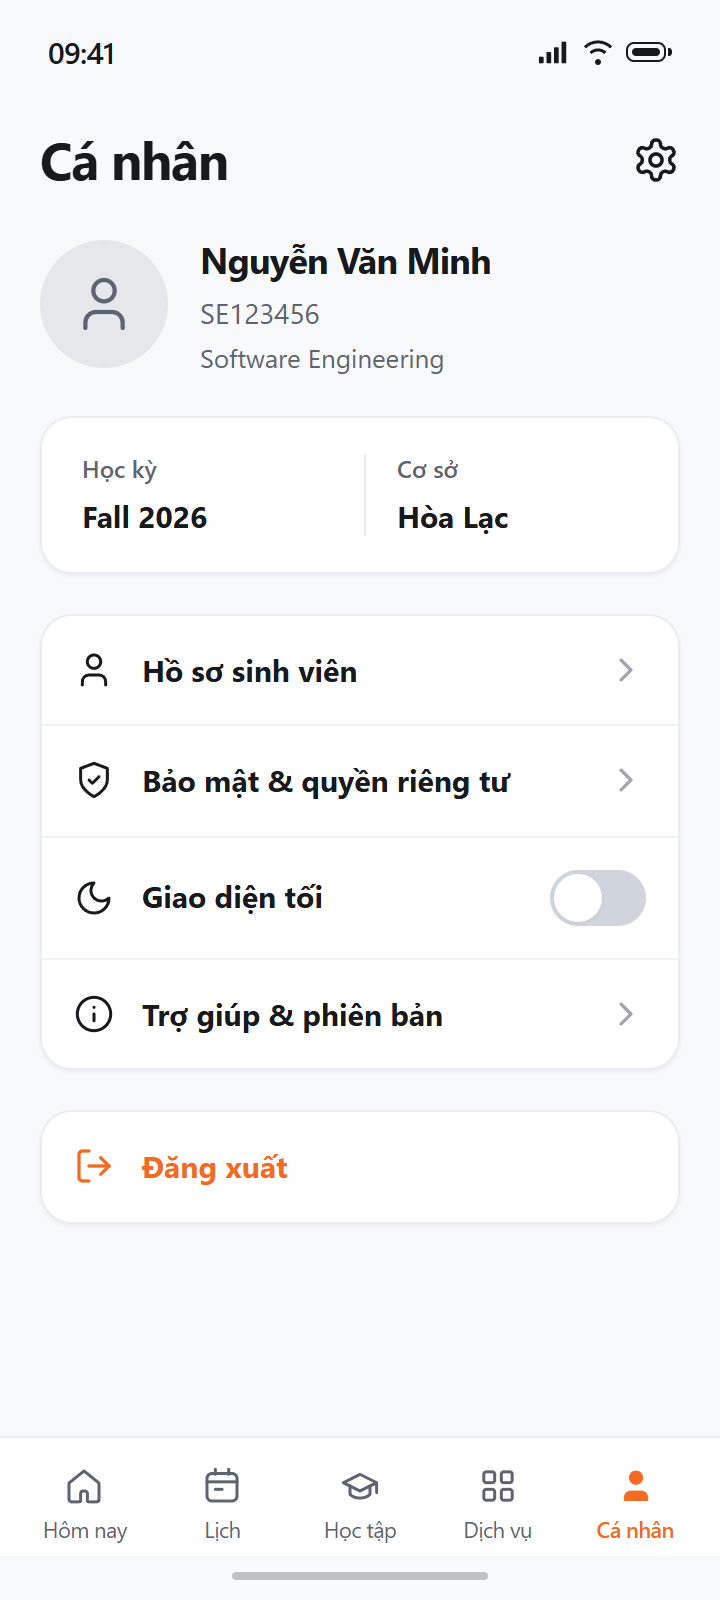 09:41
Cá nhân
Nguyễn Văn Minh
SE123456
Software Engineering
Học kỳ
Fall 2026
Cơ sở
Hòa Lạc
Hồ sơ sinh viên
Bảo mật & quyền riêng tư
Giao diện tối
Trợ giúp & phiên bản
Đăng xuất
Hôm nay
Lịch
Học tập
Dịch vụ
Cá nhân